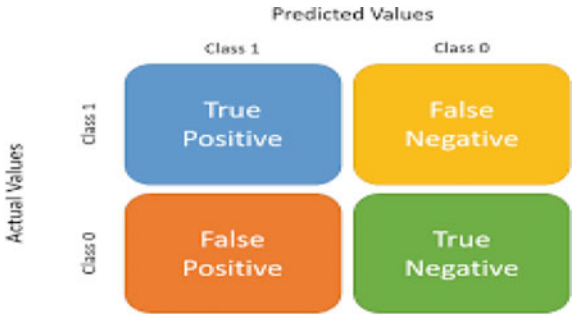 Predicted Values
Class 1
Class 0
Actual Values
Class 1
True
Positive
False
Negative
Class 0
False
Positive
True
Negative